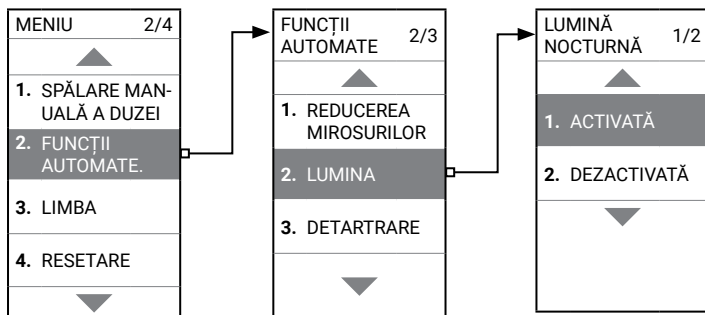 MENIU 2/4
1. SPĂLARE MAN-
UALĂ A DUZEI
2. FUNCȚII
AUTOMATE.
3. LIMBA
4. RESETARE
FUNCȚII
AUTOMATE 2/3
1. REDUCEREA
MIROSURILOR
2. LUMINA
3. DETARTRARE
LUMINĂ
NOCTURNĂ 1/2
1. ACTIVATĂ
2. DEZACTIVATĂ